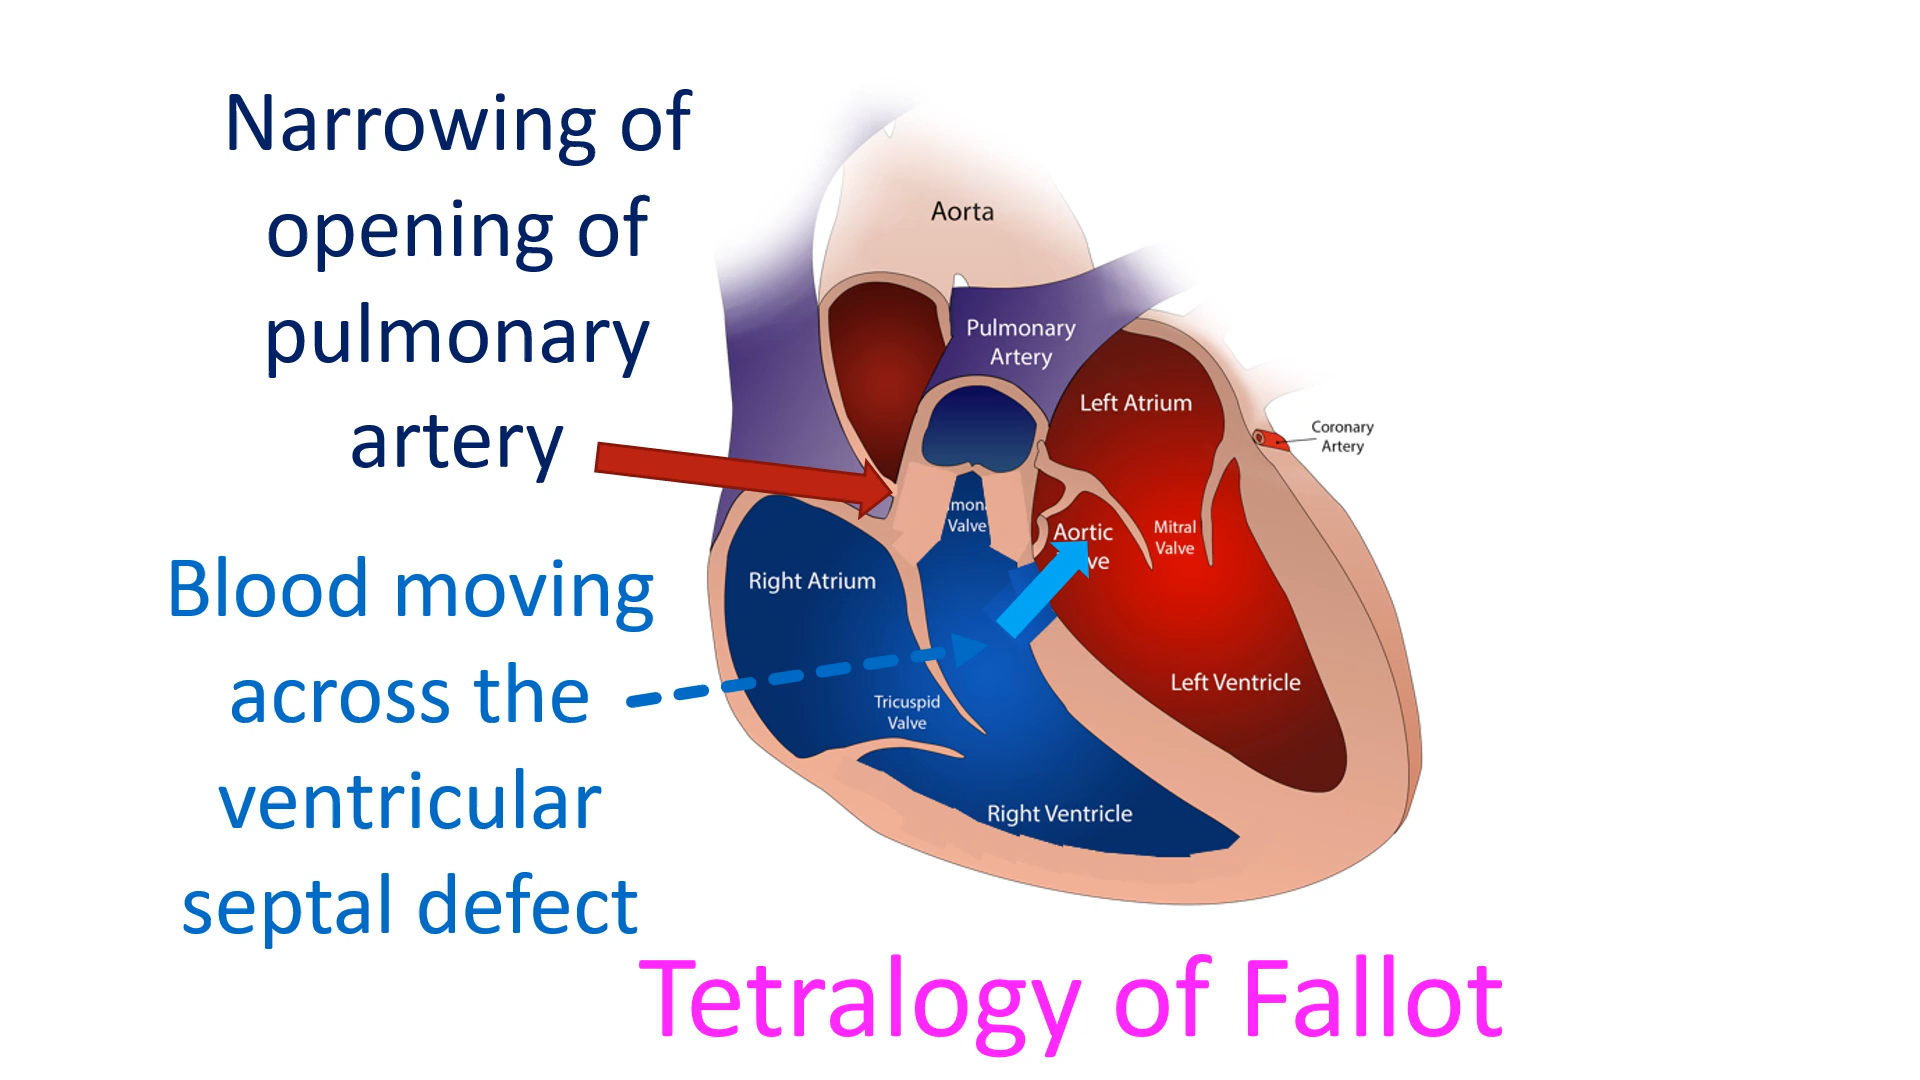 Narrowing of
opening of
pulmonary
artery
Blood moving
across the
ventricular
septal defect
Aorta
Pulmonary
Artery
Left Atrium
Coronary
Artery
Valve
Aortic
Mitral
Valve
Right Atrium
Left Ventricle
Tricuspid
Valve
Right Ventricle
Tetralogy of Fallot